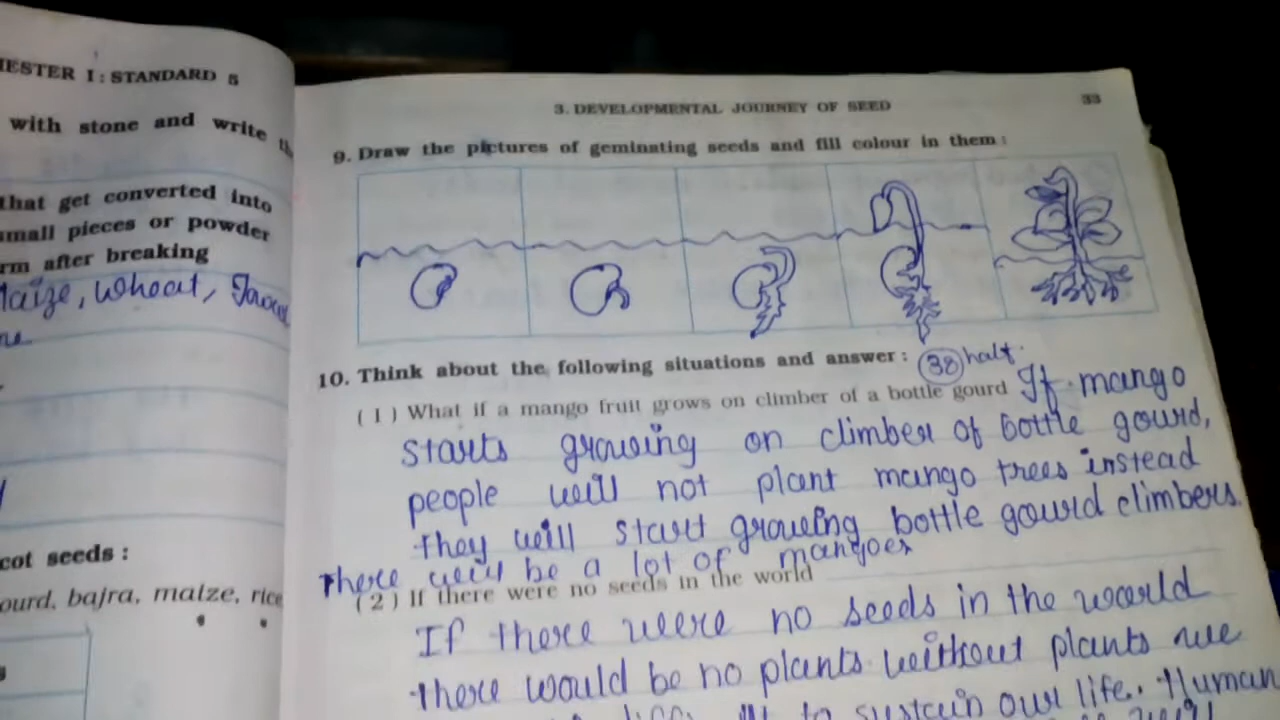 MESTER I : STANDARD 5
with stone and write
that get converted into
small pieces or powder
rm after breaking
Maize, wheat,
cot seeds :
ourd, bajra, maize, rice
3. DEVELOPMENTAL JOURNEY OF SEED 33
9. Draw the pictures of geminating seeds and fill colour in them :
10. Think about the following situations and answer : 38 half.
( 1 ) What if a mango fruit grows on climber of a bottle gourd If mango
starts growing on climber of bottle gourd,
people will not plant mango trees instead
they will start growing bottle gourd climbers.
There will be a lot of mangoes
( 2 ) If there were no seeds in the world
If there were no seeds in the world
there would be no plants. without plants we
to sustain our life. Human